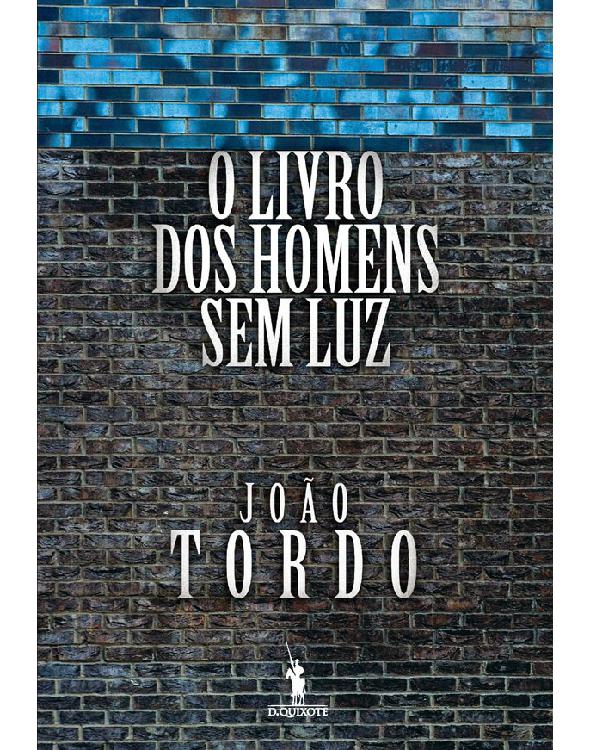 O LIVRO
DOS HOMENS
SEM LUZ
JOÃO
TORDO
D.QUIXOTE